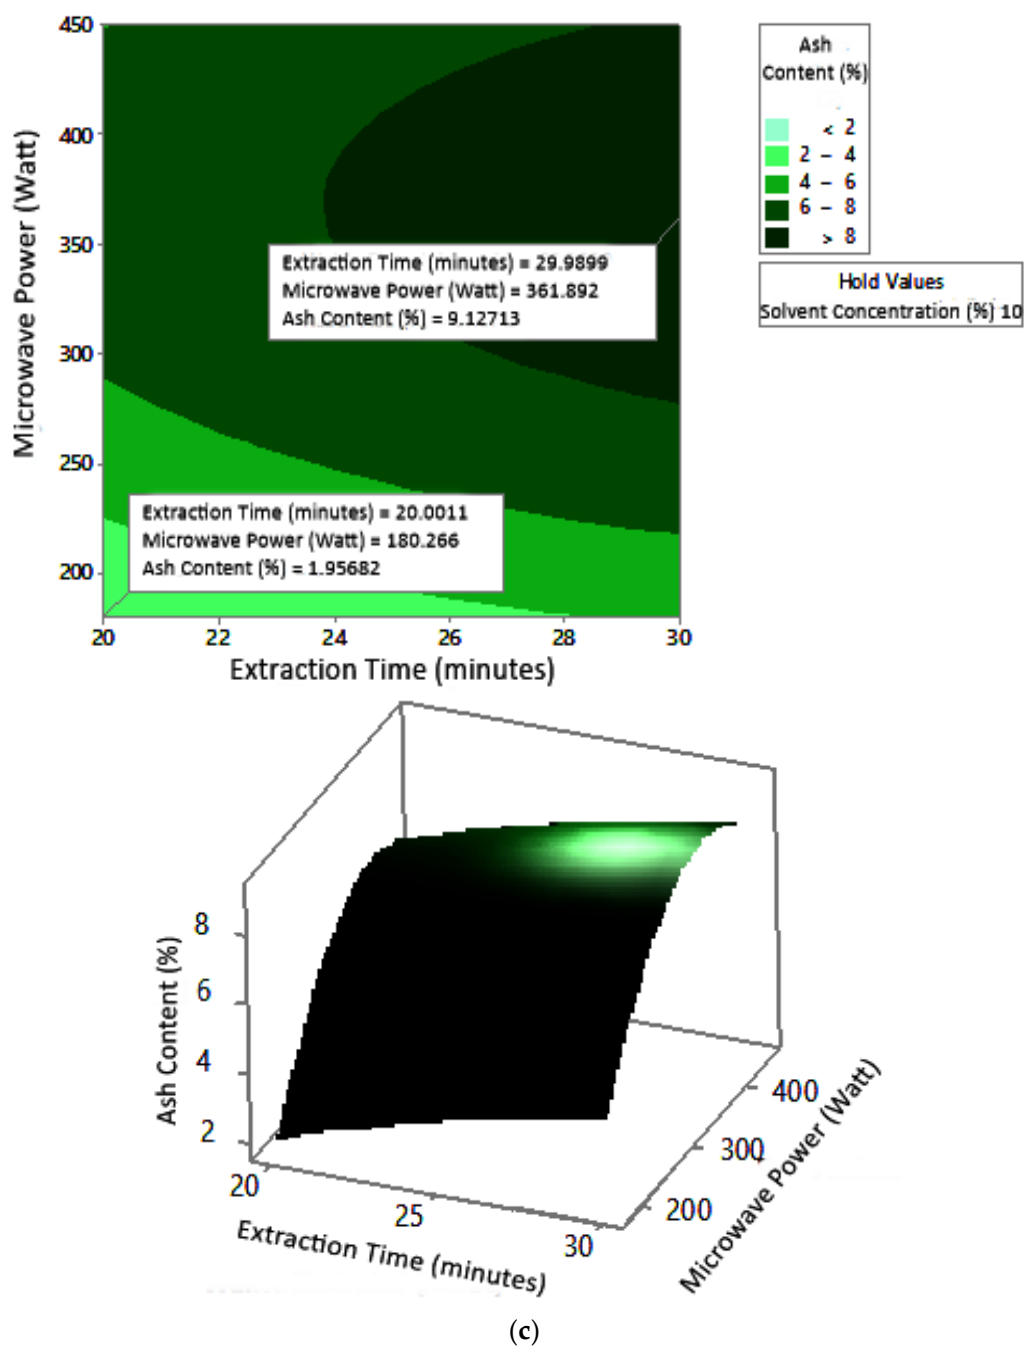 450
400
350
300
250
200
Microwave Power (Watt)
20 22 24 26 28 30
Extraction Time (minutes)
Extraction Time (minutes) = 29.9899
Microwave Power (Watt) = 361.892
Ash Content (%) = 9.12713
Extraction Time (minutes) = 20.0011
Microwave Power (Watt) = 180.266
Ash Content (%) = 1.95682
Ash
Content (%)
< 2
2 – 4
4 – 6
6 – 8
> 8
Hold Values
Solvent Concentration (%) 10
8
6
4
2
Ash Content (%)
20
25
30
Extraction Time (minutes)
400
300
200
Microwave Power (Watt)
(c)